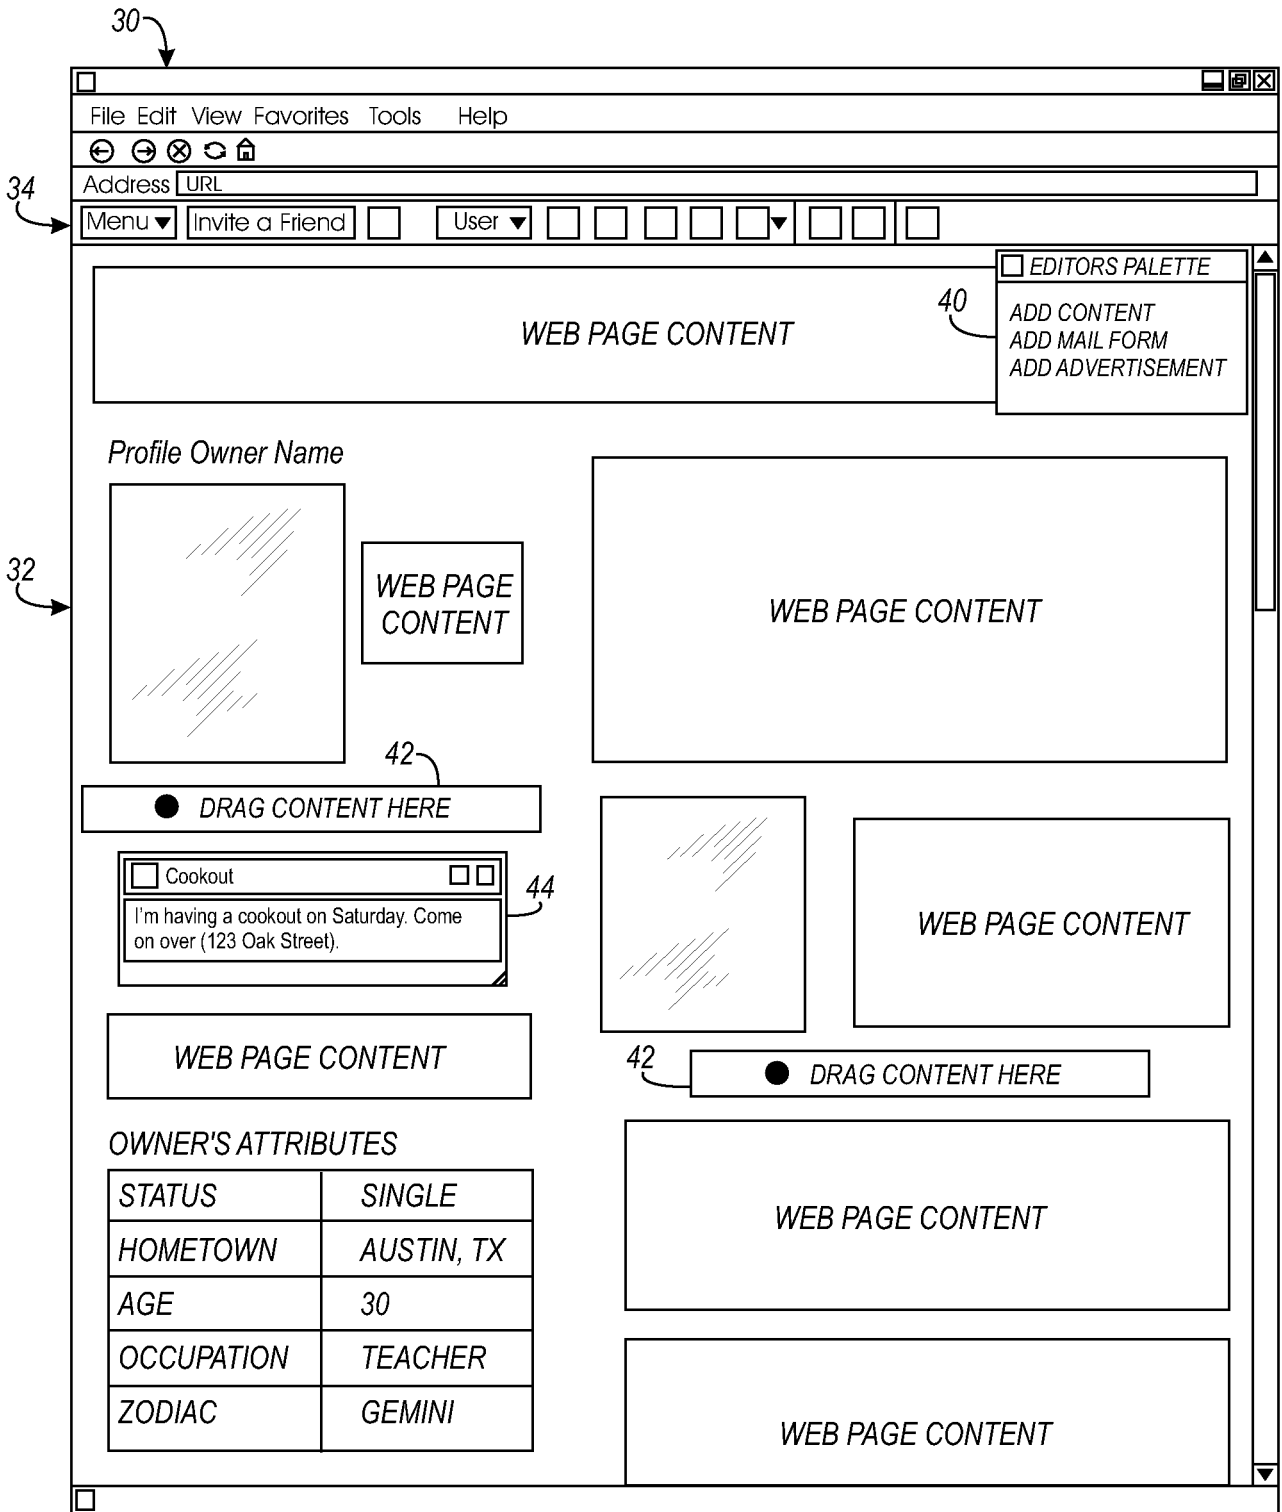 30
File Edit View Favorites Tools Help
Address URL
34
Menu Invite a Friend User
EDITORS PALETTE
40
ADD CONTENT
ADD MAIL FORM
ADD ADVERTISEMENT
WEB PAGE CONTENT
Profile Owner Name
32
WEB PAGE
CONTENT
WEB PAGE CONTENT
42
DRAG CONTENT HERE
Cookout
44
I'm having a cookout on Saturday. Come
on over (123 Oak Street).
WEB PAGE CONTENT
WEB PAGE CONTENT
42
DRAG CONTENT HERE
OWNER'S ATTRIBUTES
STATUS SINGLE
HOMETOWN AUSTIN, TX
AGE 30
OCCUPATION TEACHER
ZODIAC GEMINI
WEB PAGE CONTENT
WEB PAGE CONTENT